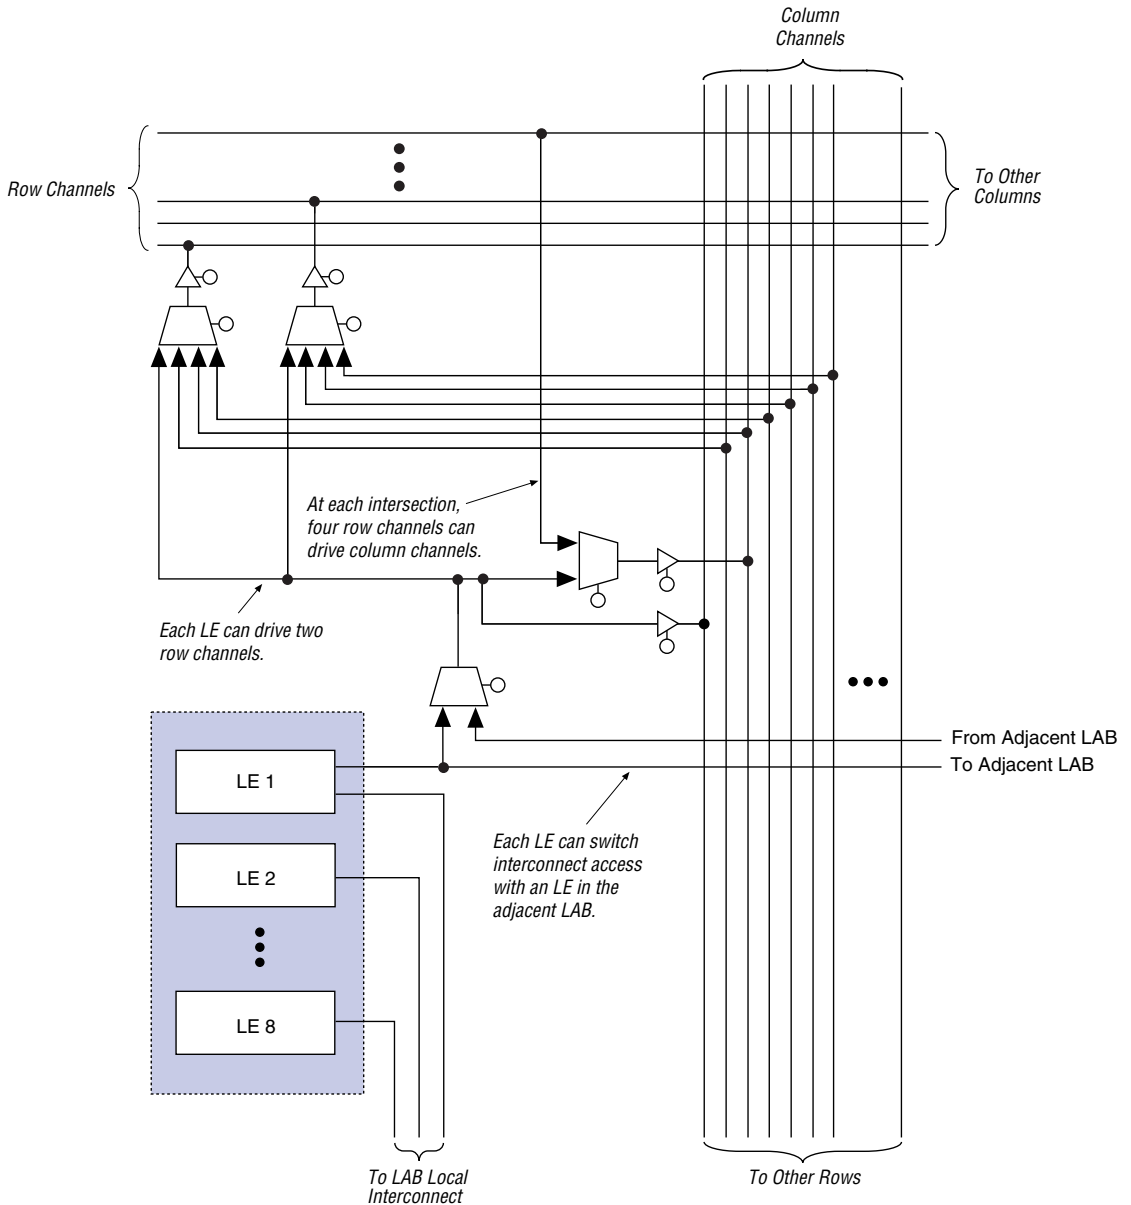 Column
Channels
Row Channels
To Other
Columns
At each intersection,
four row channels can
drive column channels.
Each LE can drive two
row channels.
From Adjacent LAB
To Adjacent LAB
LE 1
Each LE can switch
interconnect access
with an LE in the
adjacent LAB.
LE 2
LE 8
To LAB Local
Interconnect
To Other Rows